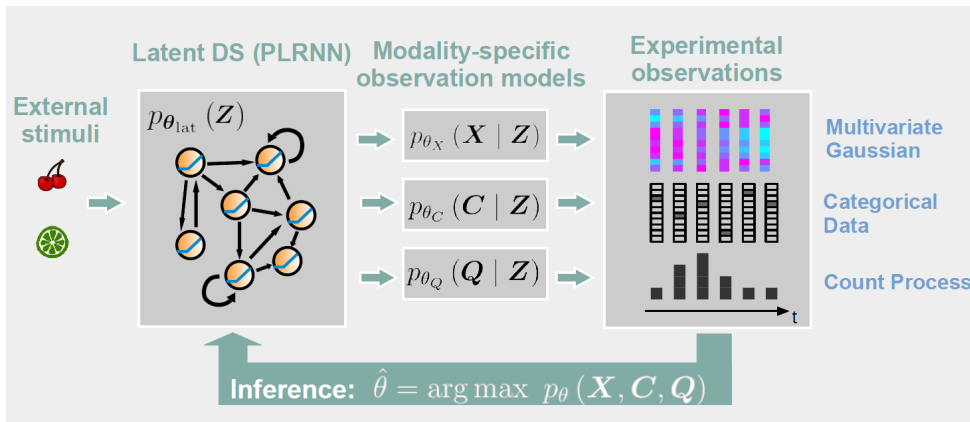 External
stimuli
Latent DS (PLRNN)
p_{θ_lat} (Z)
Modality-specific
observation models
p_{θ_X} (X | Z)
p_{θ_C} (C | Z)
p_{θ_Q} (Q | Z)
Experimental
observations
t
Multivariate
Gaussian
Categorical
Data
Count Process
Inference: θ̂ = arg max p_θ (X, C, Q)